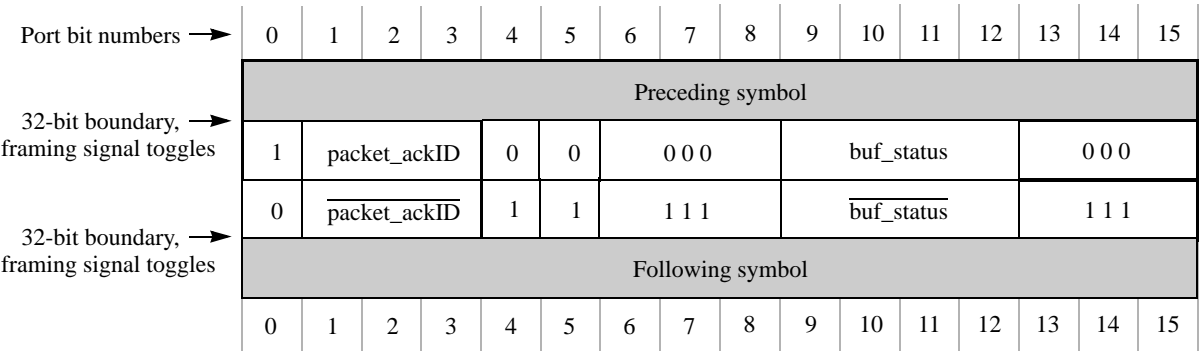 Port bit numbers 0 1 2 3 4 5 6 7 8 9 10 11 12 13 14 15
Preceding symbol
32-bit boundary,
framing signal toggles
1 packet_ackID 0 0 0 0 0 buf_status 0 0 0
0 packet_ackID 1 1 1 1 1 buf_status 1 1 1
32-bit boundary,
framing signal toggles
Following symbol
0 1 2 3 4 5 6 7 8 9 10 11 12 13 14 15